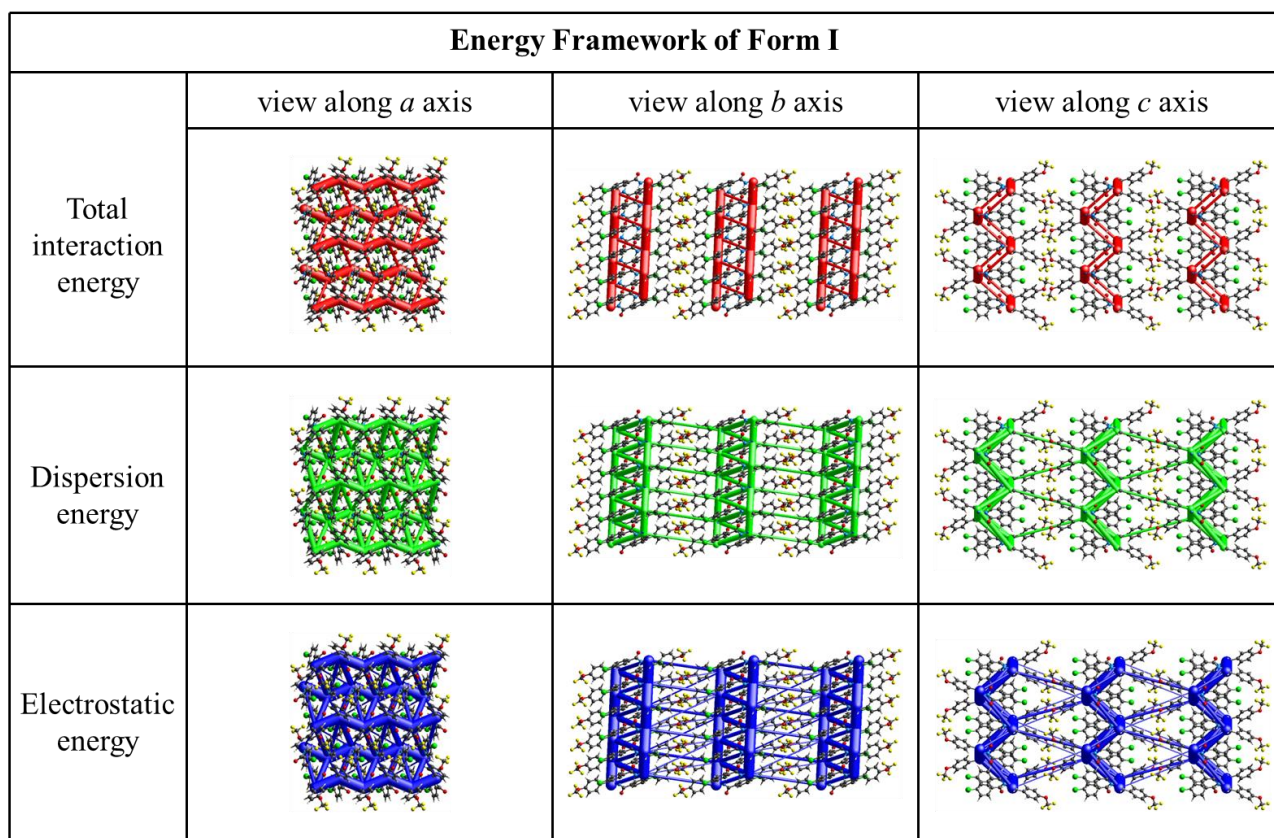 Energy Framework of Form I
view along a axis
view along b axis
view along c axis
Total
interaction
energy
Dispersion
energy
Electrostatic
energy